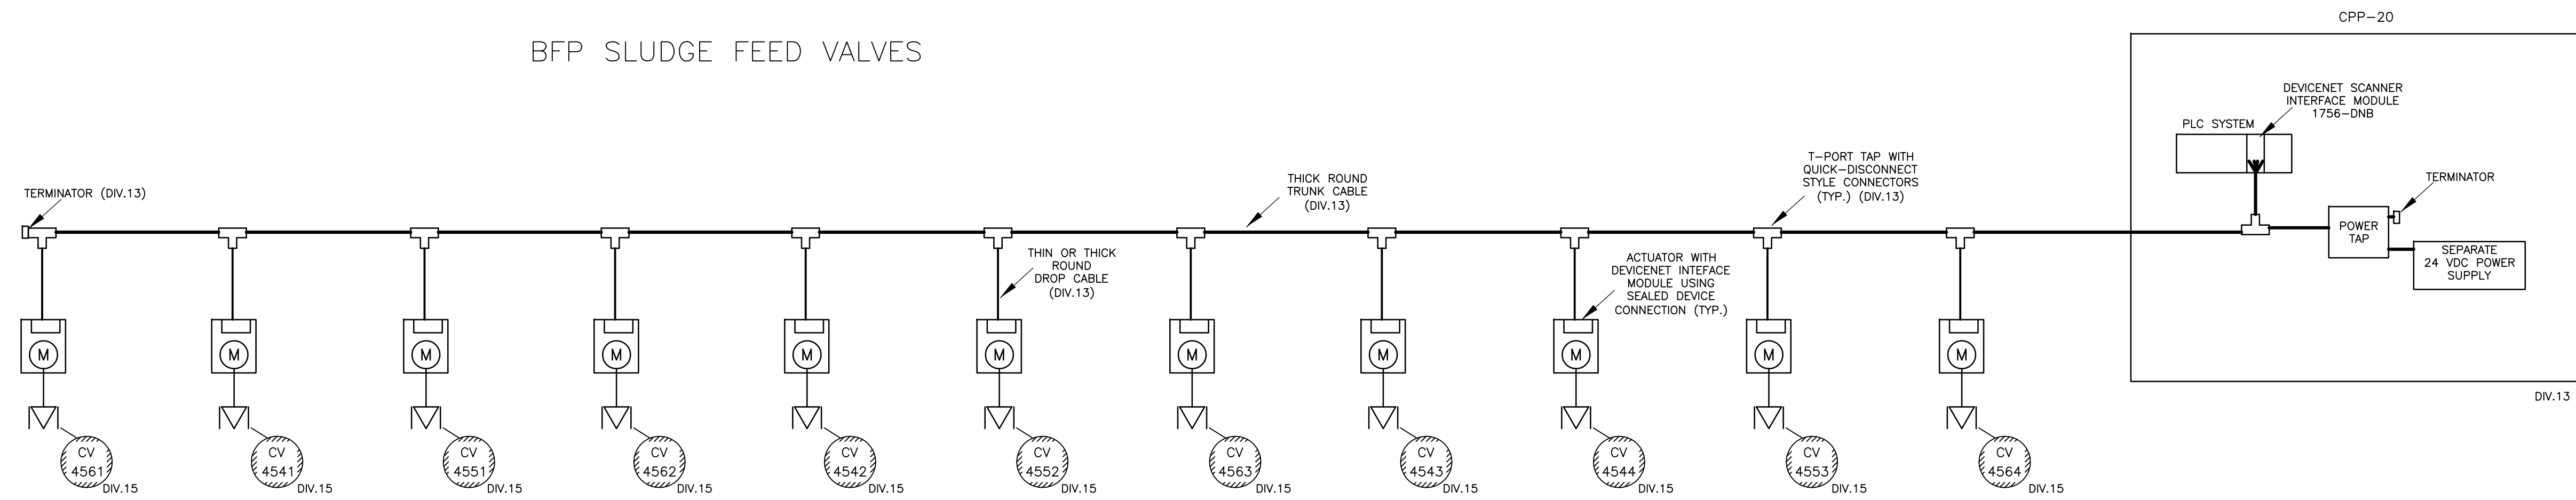 CPP-20
BFP SLUDGE FEED VALVES
DEVICENET SCANNER
INTERFACE MODULE
1756-DNB
PLC SYSTEM
TERMINATOR (DIV.13)
THICK ROUND
TRUNK CABLE
(DIV.13)
T-PORT TAP WITH
QUICK-DISCONNECT
STYLE CONNECTORS
(TYP.) (DIV.13)
TERMINATOR
POWER
TAP
SEPARATE
24 VDC POWER
SUPPLY
THIN OR THICK
ROUND
DROP CABLE
(DIV.13)
ACTUATOR WITH
DEVICENET INTEFACE
MODULE USING
SEALED DEVICE
CONNECTION (TYP.)
M
M
M
M
M
M
M
M
M
M
M
DIV.13
CV
4561
DIV.15
CV
4541
DIV.15
CV
4551
DIV.15
CV
4562
DIV.15
CV
4542
DIV.15
CV
4552
DIV.15
CV
4563
DIV.15
CV
4543
DIV.15
CV
4544
DIV.15
CV
4553
DIV.15
CV
4564
DIV.15